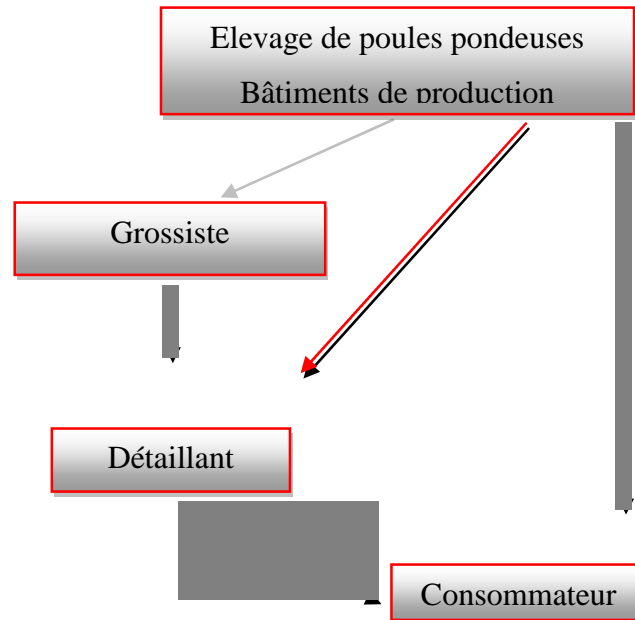 Elevage de poules pondeuses
Bâtiments de production
Grossiste
Détaillant
Consommateur